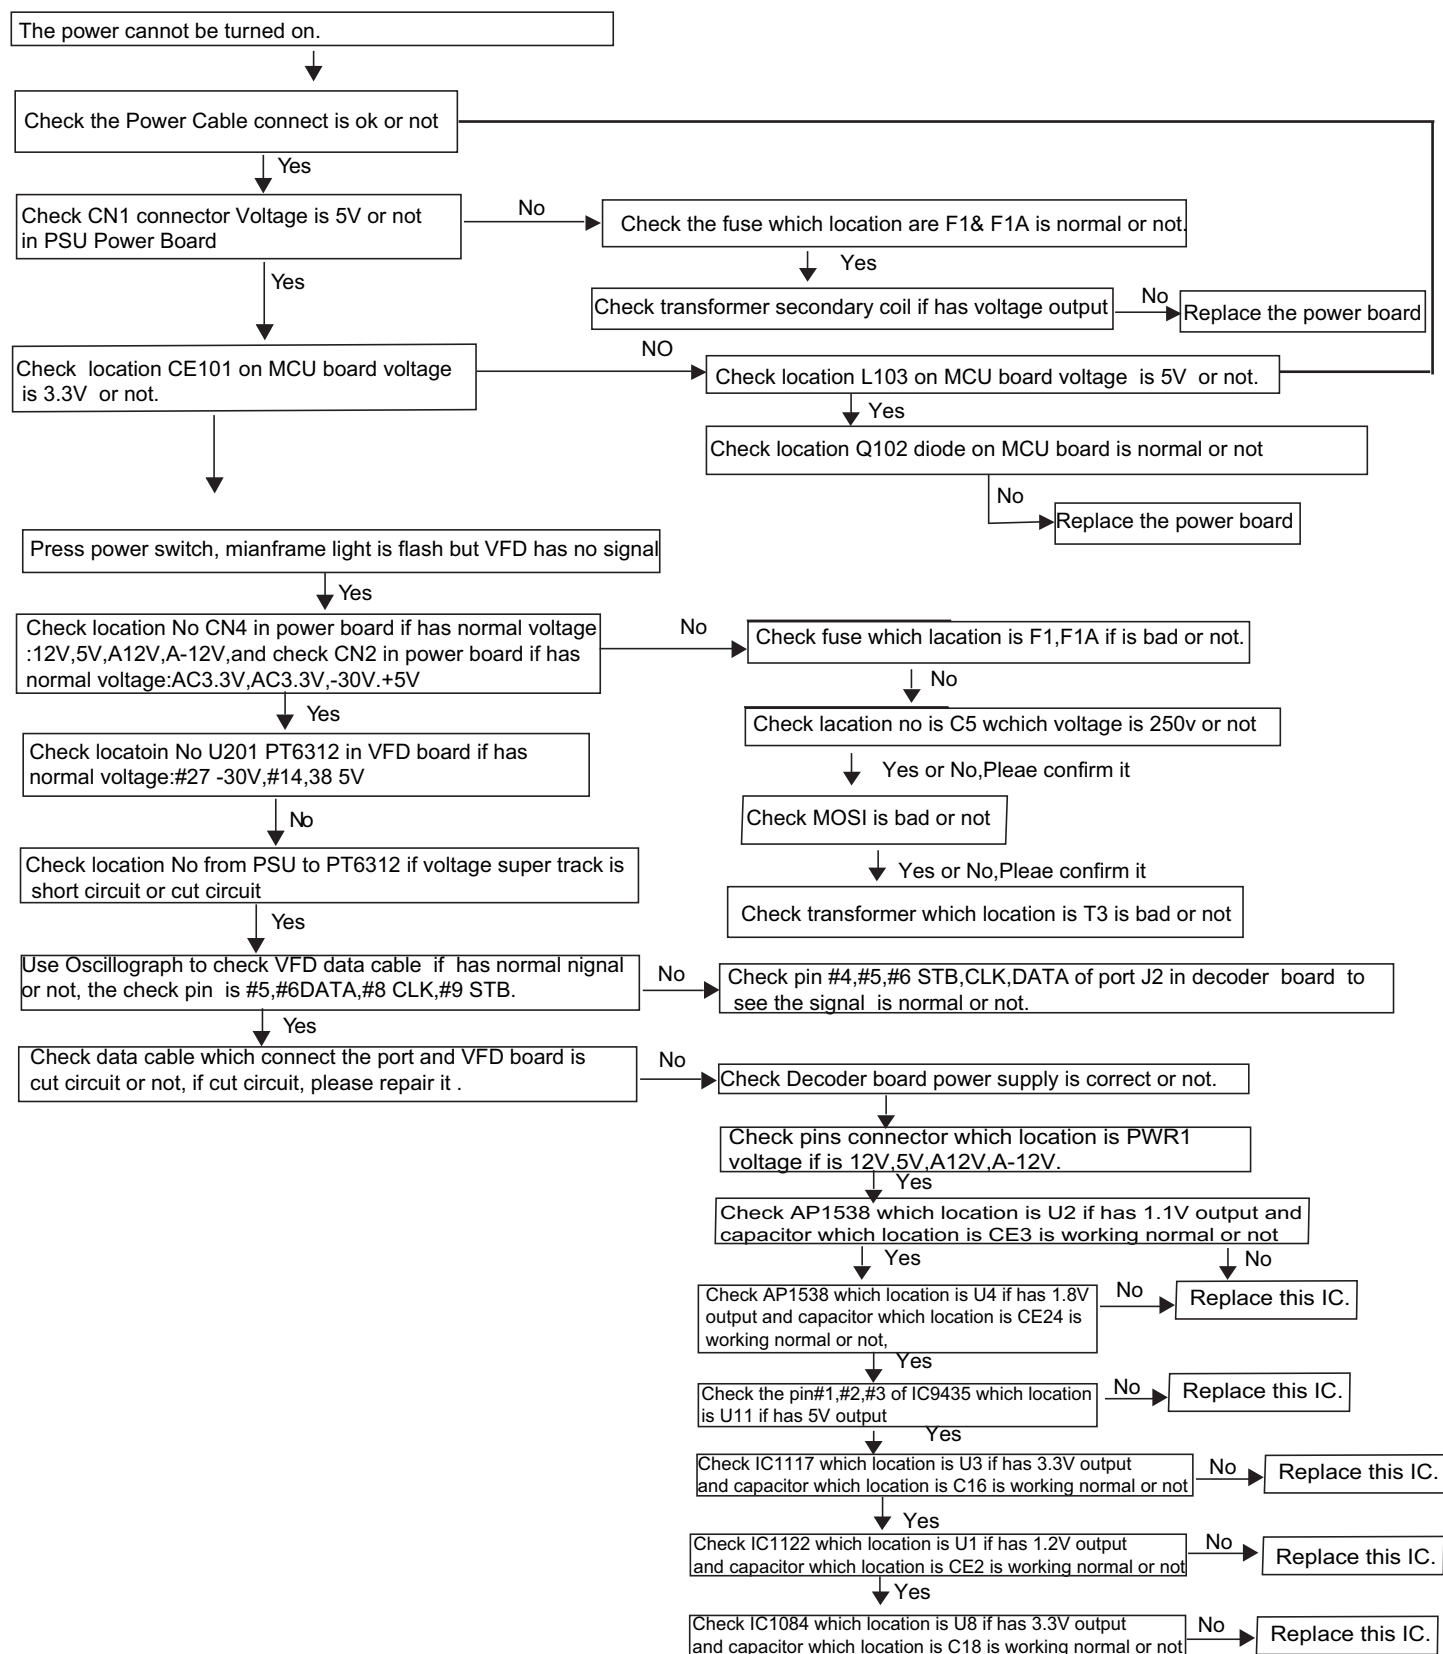 The power cannot be turned on.
Check the Power Cable connect is ok or not
Yes
Check CN1 connector Voltage is 5V or not
in PSU Power Board
No
Check the fuse which location are F1& F1A is normal or not.
Yes
Yes
Check transformer secondary coil if has voltage output
No
Replace the power board
Check  location CE101 on MCU board voltage
is 3.3V  or not.
NO
Check location L103 on MCU board voltage  is 5V  or not.
Yes
Check location Q102 diode on MCU board is normal or not
No
Replace the power board
Press power switch, mianframe light is flash but VFD has no signal
Yes
Check location No CN4 in power board if has normal voltage
:12V,5V,A12V,A-12V,and check CN2 in power board if has
normal voltage:AC3.3V,AC3.3V,-30V.+5V
No
Check fuse which lacation is F1,F1A if is bad or not.
No
Yes
Check lacation no is C5 wchich voltage is 250v or not
Check locatoin No U201 PT6312 in VFD board if has
normal voltage:#27 -30V,#14,38 5V
Yes or No,Pleae confirm it
No
Check MOSI is bad or not
Check location No from PSU to PT6312 if voltage super track is
short circuit or cut circuit
Yes or No,Pleae confirm it
Yes
Check transformer which location is T3 is bad or not
Use Oscillograph to check VFD data cable  if  has normal nignal
or not, the check pin  is #5,#6DATA,#8 CLK,#9 STB.
No
Check pin #4,#5,#6 STB,CLK,DATA of port J2 in decoder  board  to
see the signal  is normal or not.
Yes
Check data cable which connect the port and VFD board is
cut circuit or not, if cut circuit, please repair it .
No
Check Decoder board power supply is correct or not.
Check pins connector which location is PWR1
voltage if is 12V,5V,A12V,A-12V.
Yes
Check AP1538 which location is U2 if has 1.1V output and
capacitor which location is CE3 is working normal or not
Yes
No
Check AP1538 which location is U4 if has 1.8V
output and capacitor which location is CE24 is
working normal or not,
No
Replace this IC.
Yes
Check the pin#1,#2,#3 of IC9435 which location
is U11 if has 5V output
No
Replace this IC.
Yes
Check IC1117 which location is U3 if has 3.3V output
and capacitor which location is C16 is working normal or not
No
Replace this IC.
Yes
Check IC1122 which location is U1 if has 1.2V output
and capacitor which location is CE2 is working normal or not
No
Replace this IC.
Yes
Check IC1084 which location is U8 if has 3.3V output
and capacitor which location is C18 is working normal or not
No
Replace this IC.